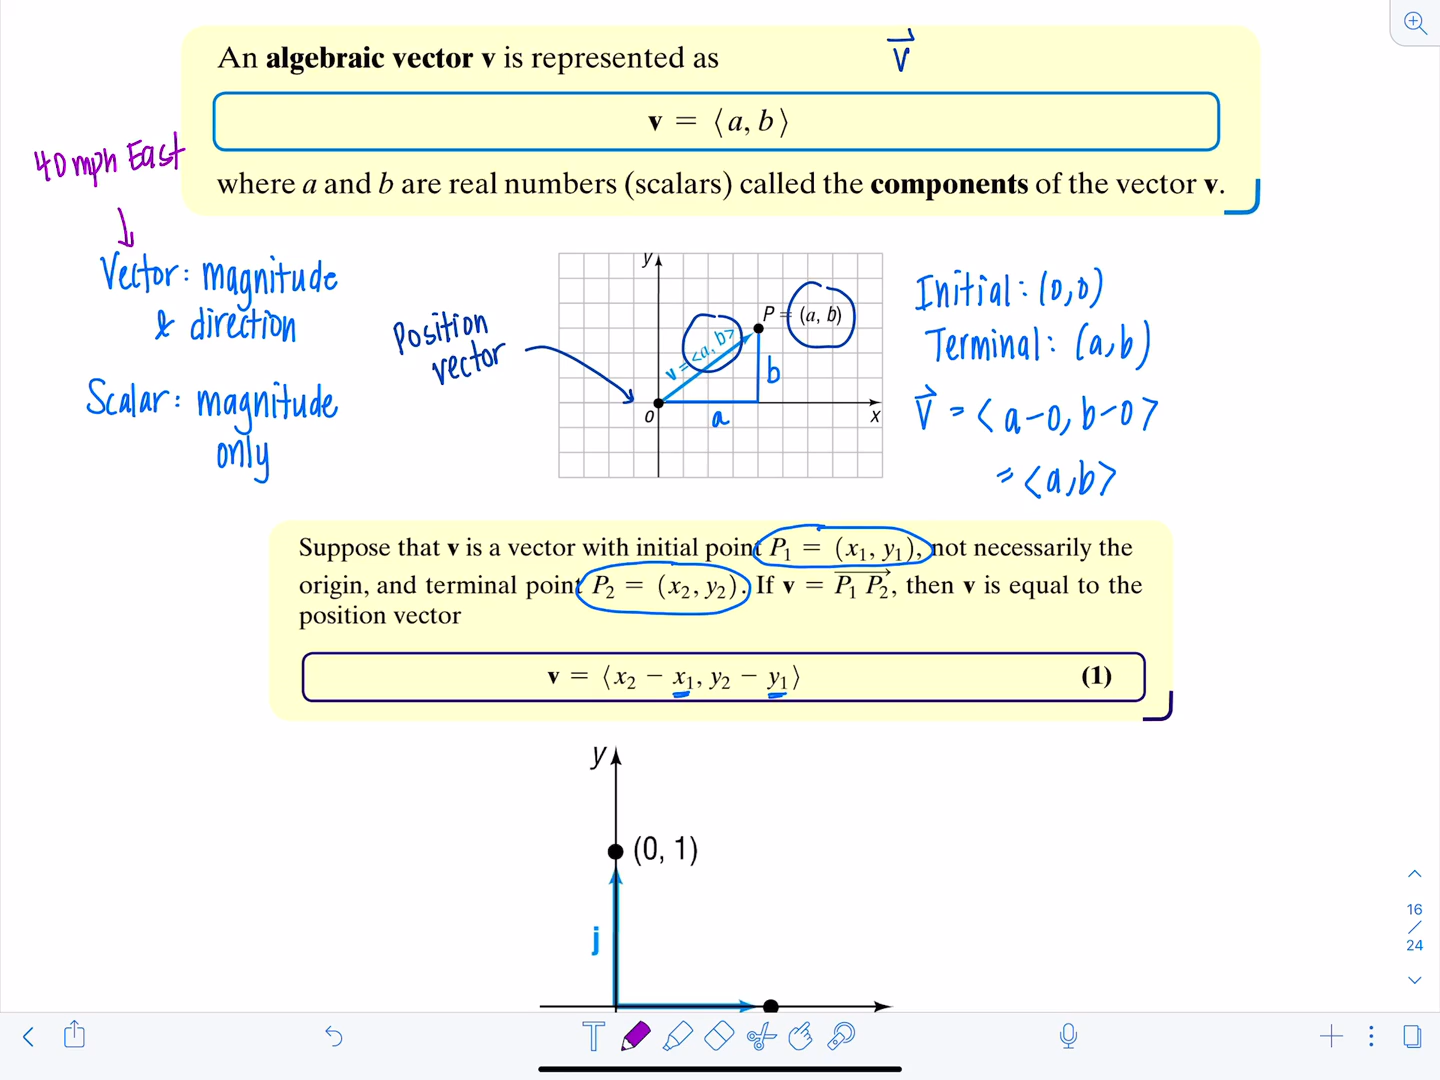 An algebraic vector v is represented as
V
v = ⟨a, b⟩
40 mph East
where a and b are real numbers (scalars) called the components of the vector v.
Vector: magnitude
& direction
Scalar: magnitude
only
Position
vector
y
P = (a, b)
v = <a, b>
b
O
a
x
Initial: (0,0)
Terminal: (a,b)
V = <a-0, b-0>
= <a,b>
Suppose that v is a vector with initial point P₁ = (x₁, y₁), not necessarily the
origin, and terminal point P₂ = (x₂, y₂). If v = P₁ P₂, then v is equal to the
position vector
v = ⟨x₂ − x₁, y₂ − y₁⟩ (1)
y
(0, 1)
j
16
/
24
T